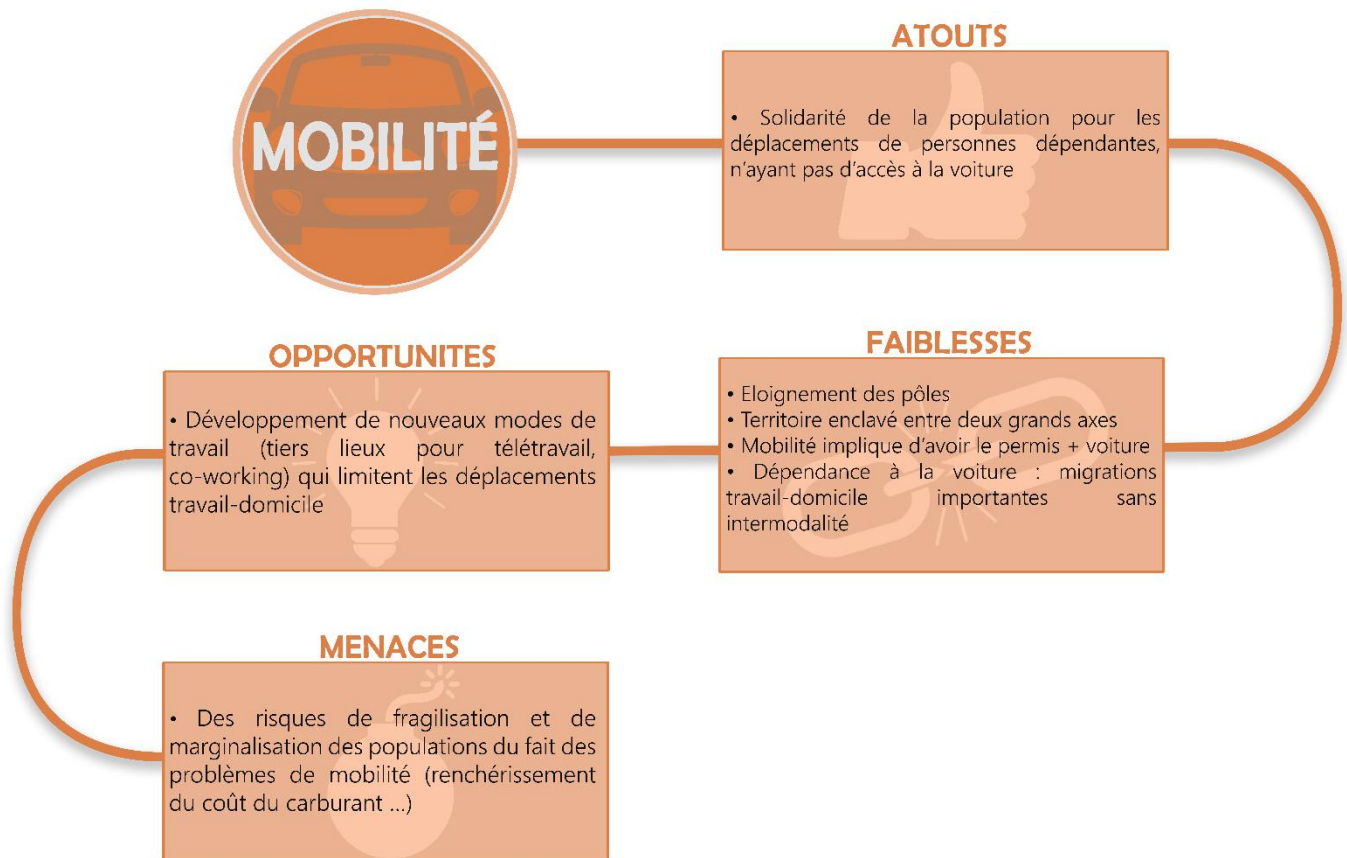 MOBILITÉ
ATOUTS
• Solidarité de la population pour les
déplacements de personnes dépendantes,
n'ayant pas d'accès à la voiture
FAIBLESSES
• Eloignement des pôles
• Territoire enclavé entre deux grands axes
• Mobilité implique d'avoir le permis + voiture
• Dépendance à la voiture : migrations
travail-domicile importantes sans
intermodalité
OPPORTUNITES
• Développement de nouveaux modes de
travail (tiers lieux pour télétravail,
co-working) qui limitent les déplacements
travail-domicile
MENACES
• Des risques de fragilisation et de
marginalisation des populations du fait des
problèmes de mobilité (renchérissement
du coût du carburant ...)